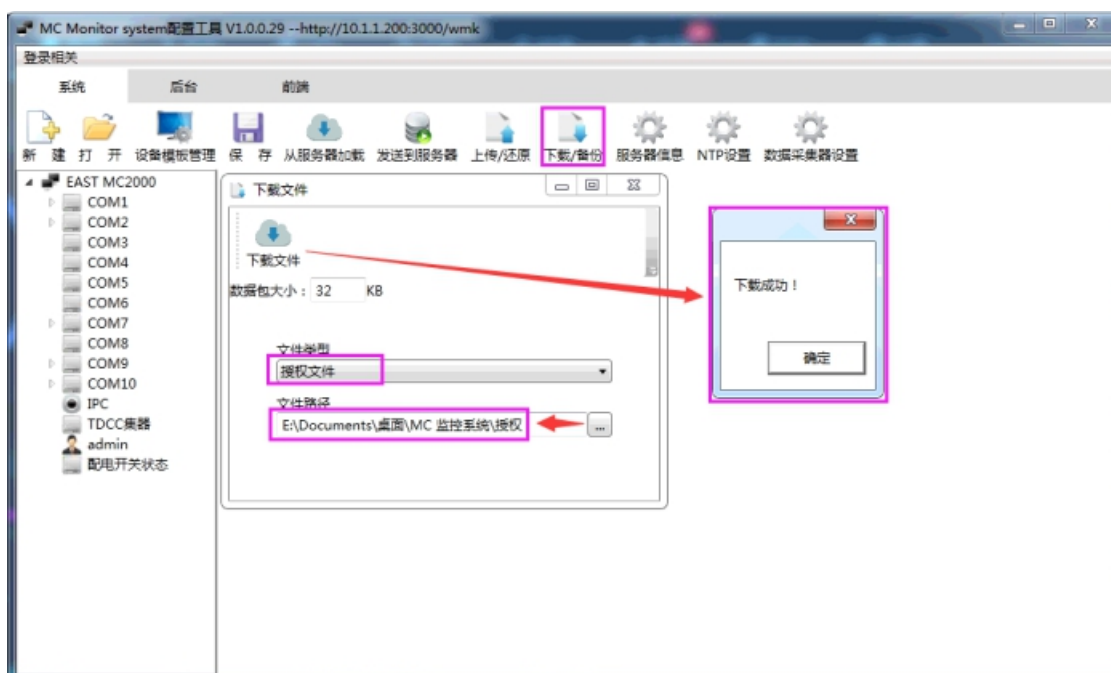 MC Monitor system配置工具 V1.0.0.29 --http://10.1.1.200:3000/wmk
登录相关
系统 后台 前端
新 建 打 开 设备模板管理 保 存 从服务器加载 发送到服务器 上传/还原 下载/备份 服务器信息 NTP设置 数据采集器设置
EAST MC2000
COM1
COM2
COM3
COM4
COM5
COM6
COM7
COM8
COM9
COM10
IPC
TDCC集器
admin
配电开关状态
下载文件
下载文件
数据包大小： 32 KB
文件类型
授权文件
文件路径
E:\Documents\桌面\MC 监控系统\授权
...
下载成功！
确定